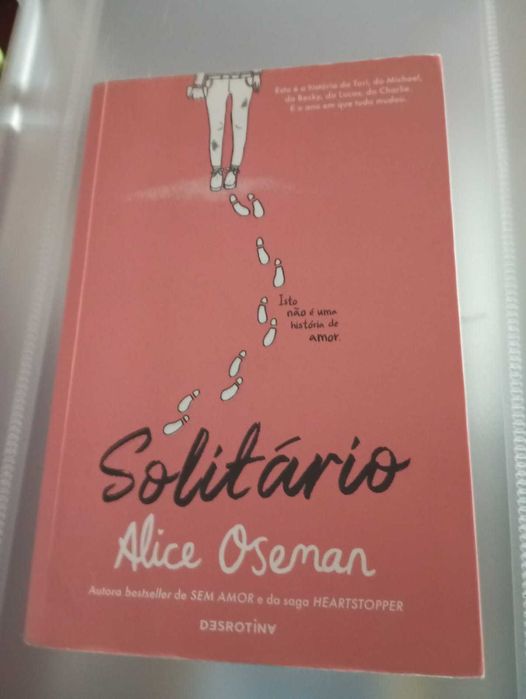 Esta é a história da Tori, do Michael,
da Becky, do Lucas, do Charlie.
E o ano em que tudo mudou.
Isto
não é uma
história de
amor.
Solitário
Alice Oseman
Autora bestseller de SEM AMOR e da saga HEARTSTOPPER
DESROTINA